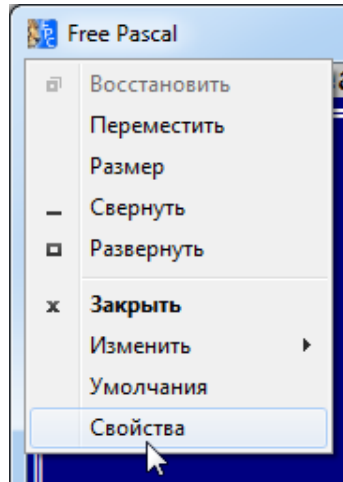 Free Pascal
Восстановить
Переместить
Размер
Свернуть
Развернуть
Закрыть
Изменить
Умолчания
Свойства